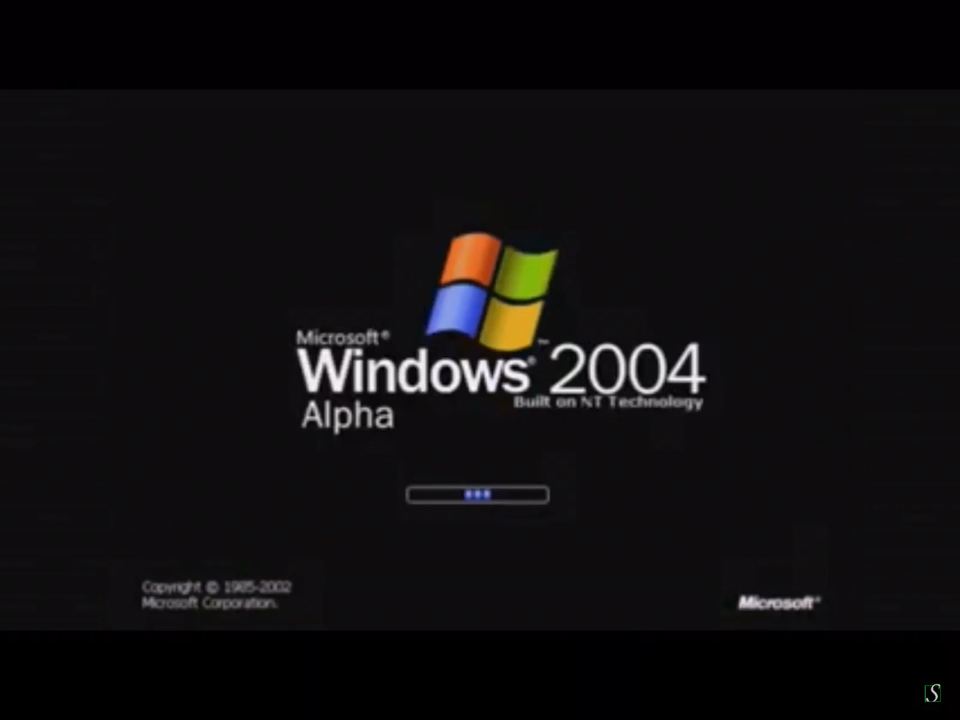 Microsoft®
Windows® 2004
Built on NT Technology
Alpha
Copyright © 1985-2002
Microsoft Corporation.
Microsoft®
S